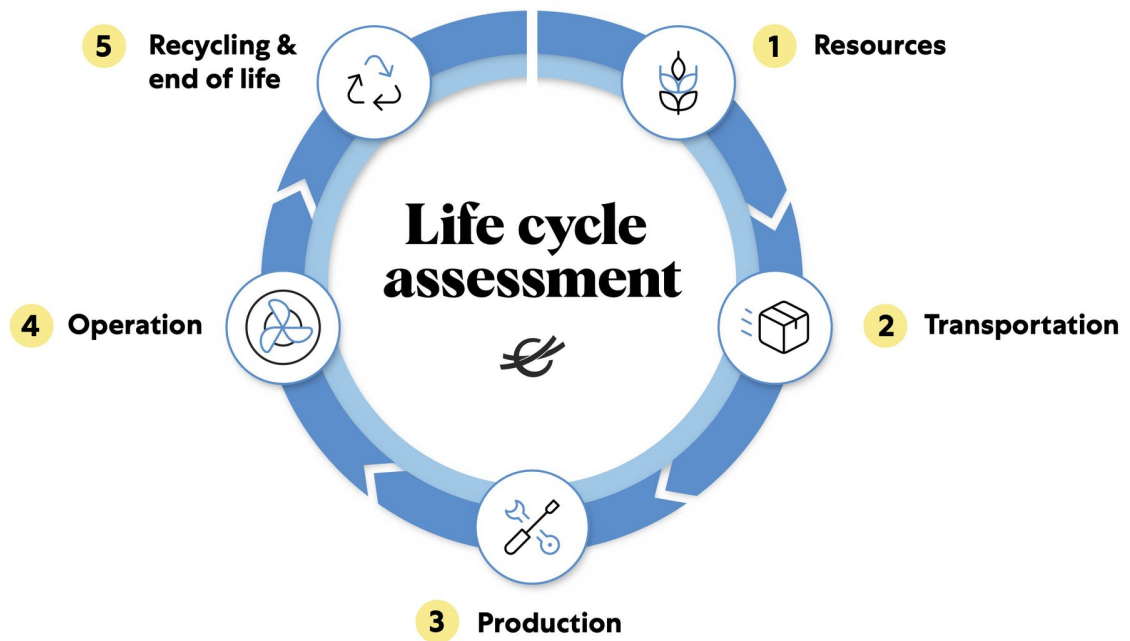 Life cycle
assessment
1 Resources
2 Transportation
3 Production
4 Operation
5 Recycling &
end of life